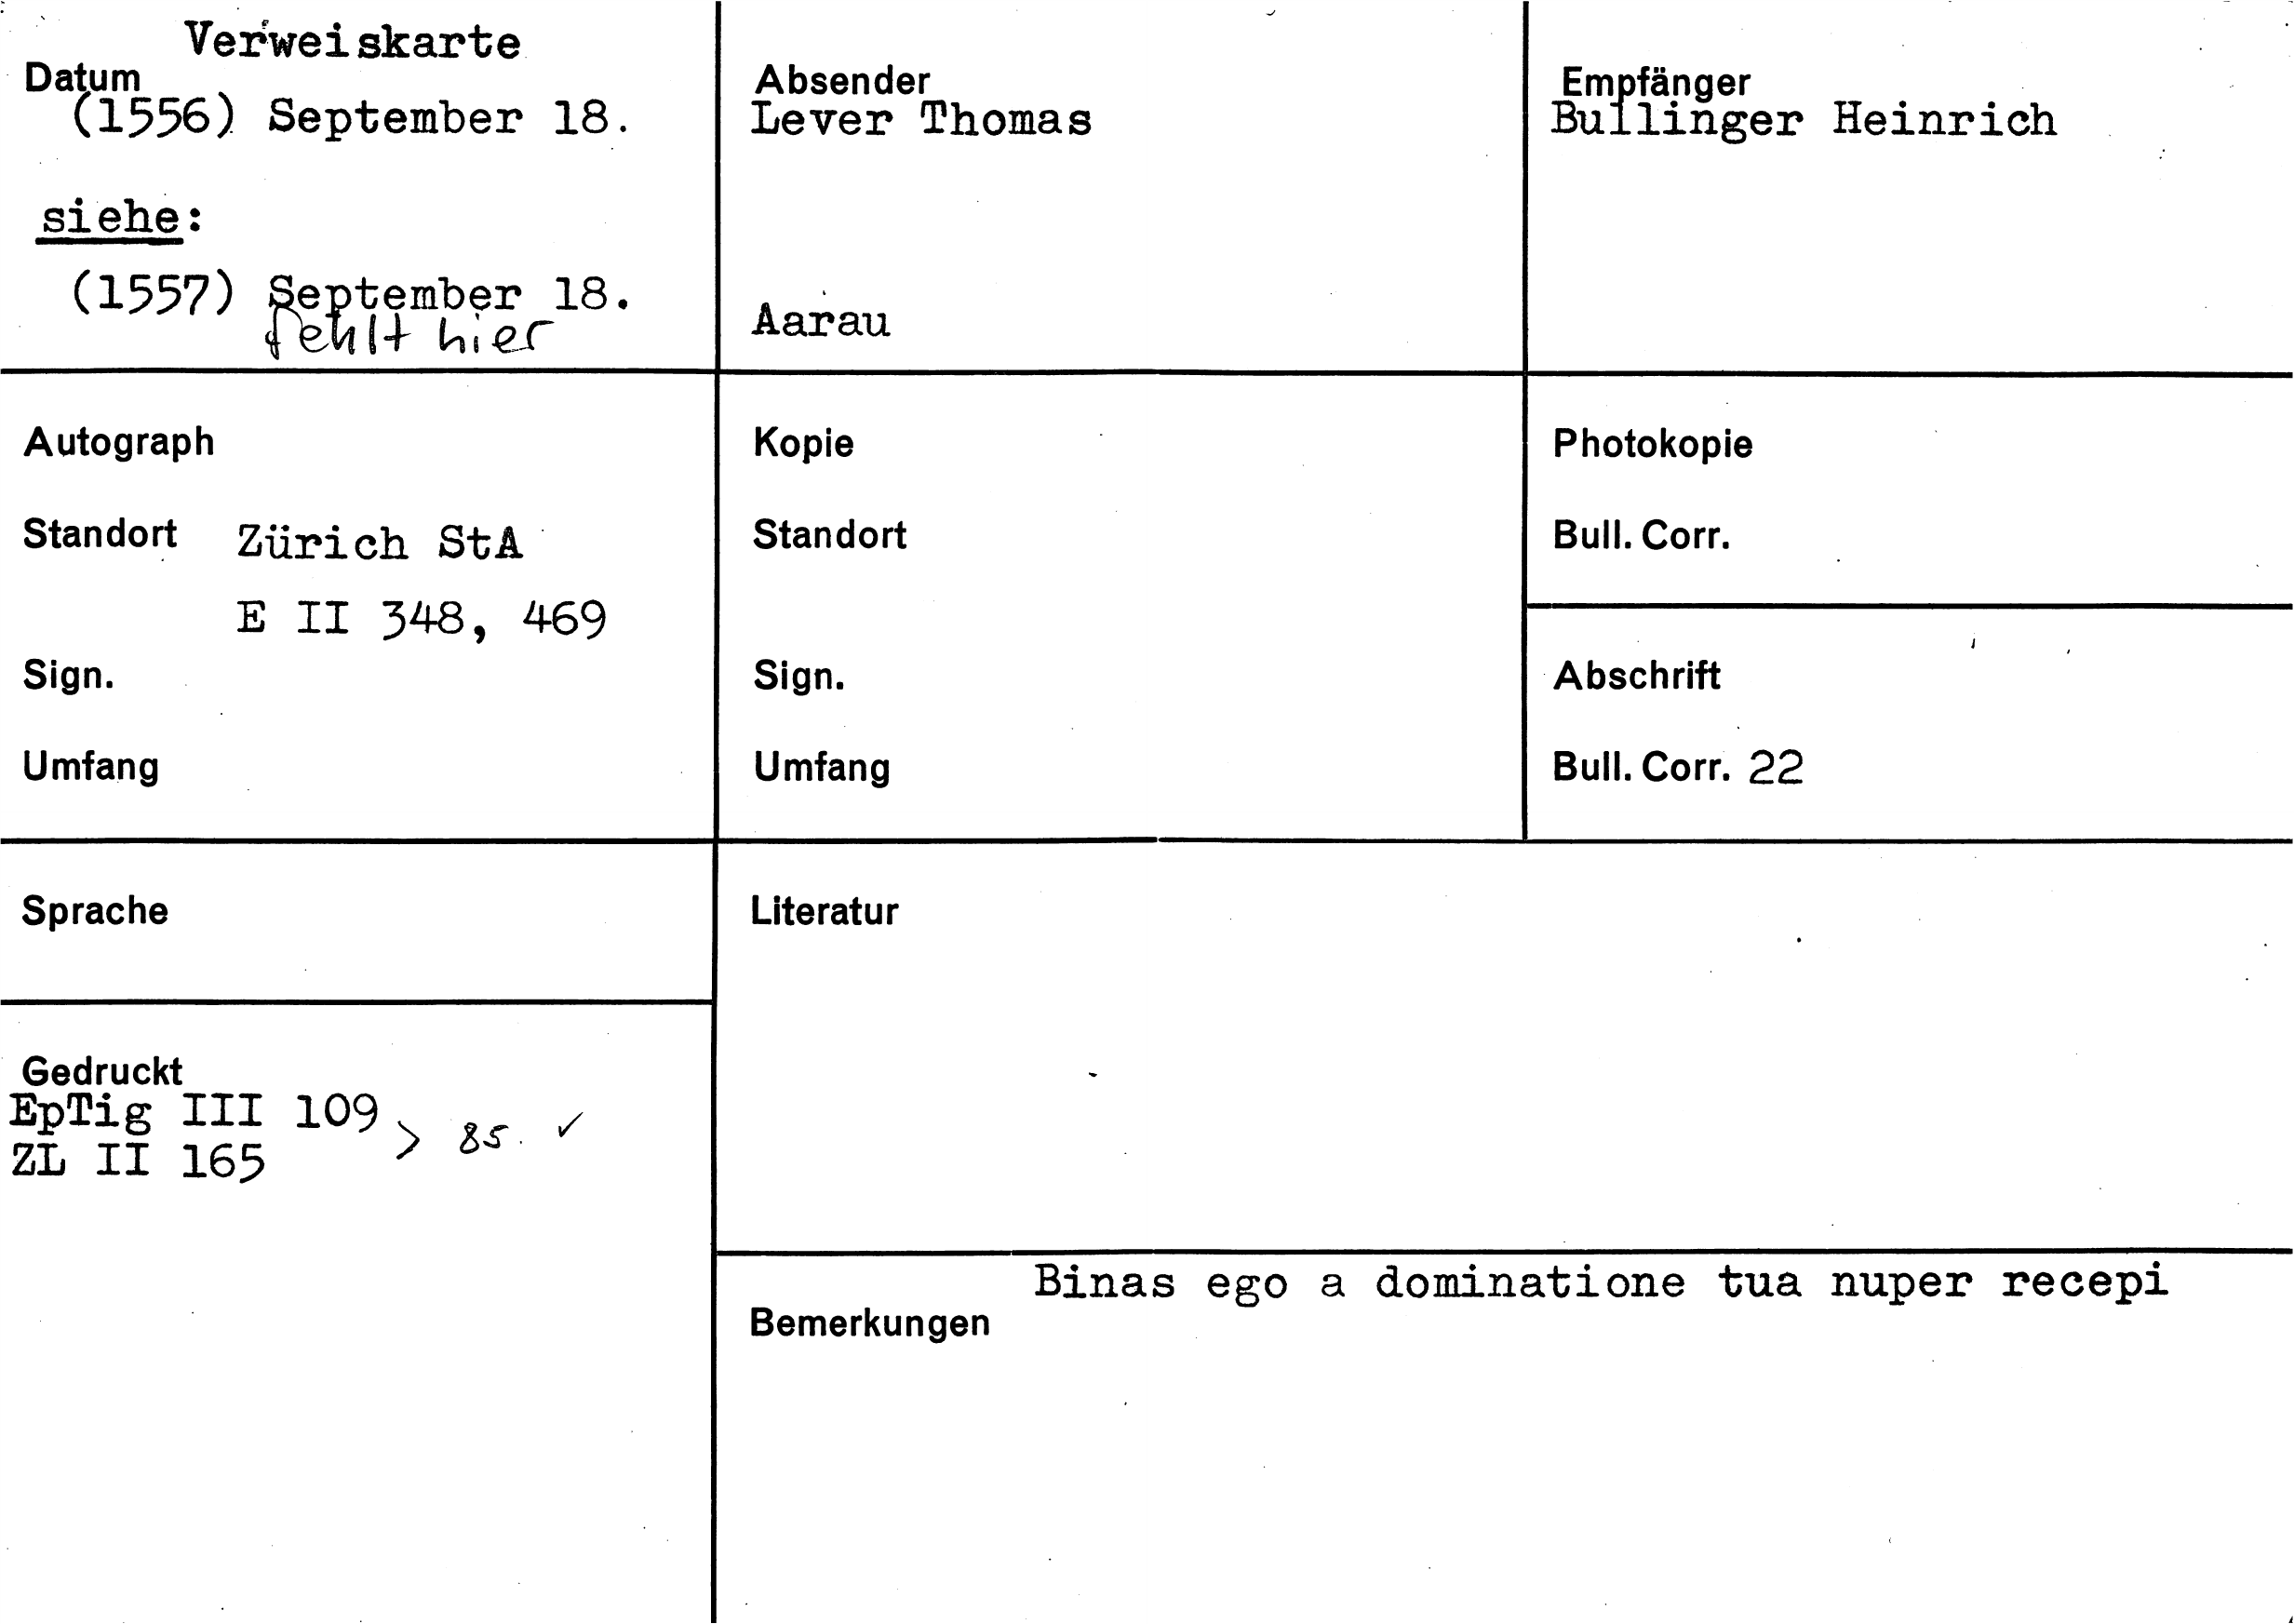 Verweiskarte
Datum
(1556) September 18.
siehe:
(1557) September 18.
fehlt hier
Absender
Lever Thomas
Aarau
Empfänger
Bullinger Heinrich
Autograph
Standort Zürich StA
E II 348, 469
Sign.
Umfang
Kopie
Standort
Sign.
Umfang
Photokopie
Bull. Corr.
Abschrift
Bull. Corr. 22
Sprache
Literatur
Gedruckt
EpTig III 109
ZL II 165
> 85. ✓
Binas ego a dominatione tua nuper recepi
Bemerkungen